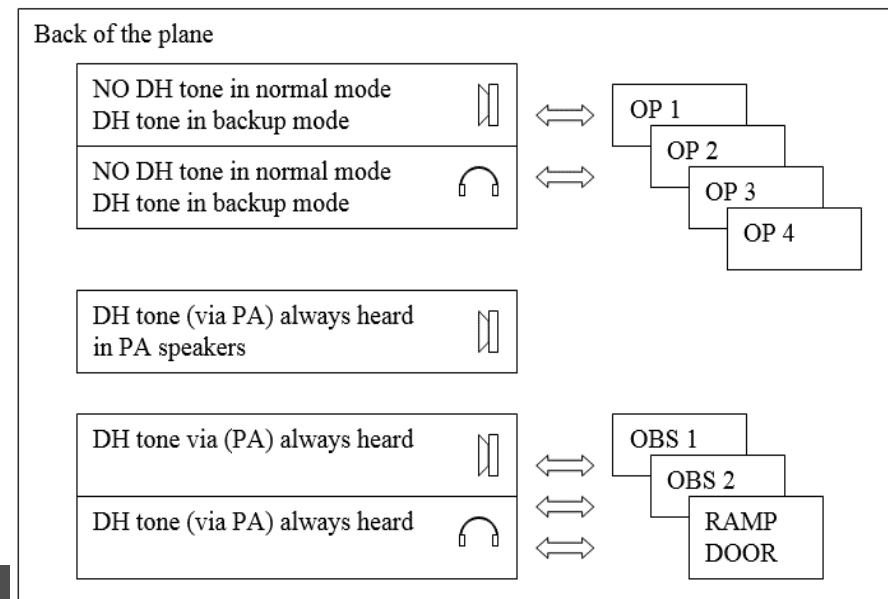 Back of the plane
NO DH tone in normal mode
DH tone in backup mode
OP 1
OP 2
NO DH tone in normal mode
DH tone in backup mode
OP 3
OP 4
DH tone (via PA) always heard
in PA speakers
DH tone via (PA) always heard
OBS 1
OBS 2
DH tone (via PA) always heard
RAMP
DOOR